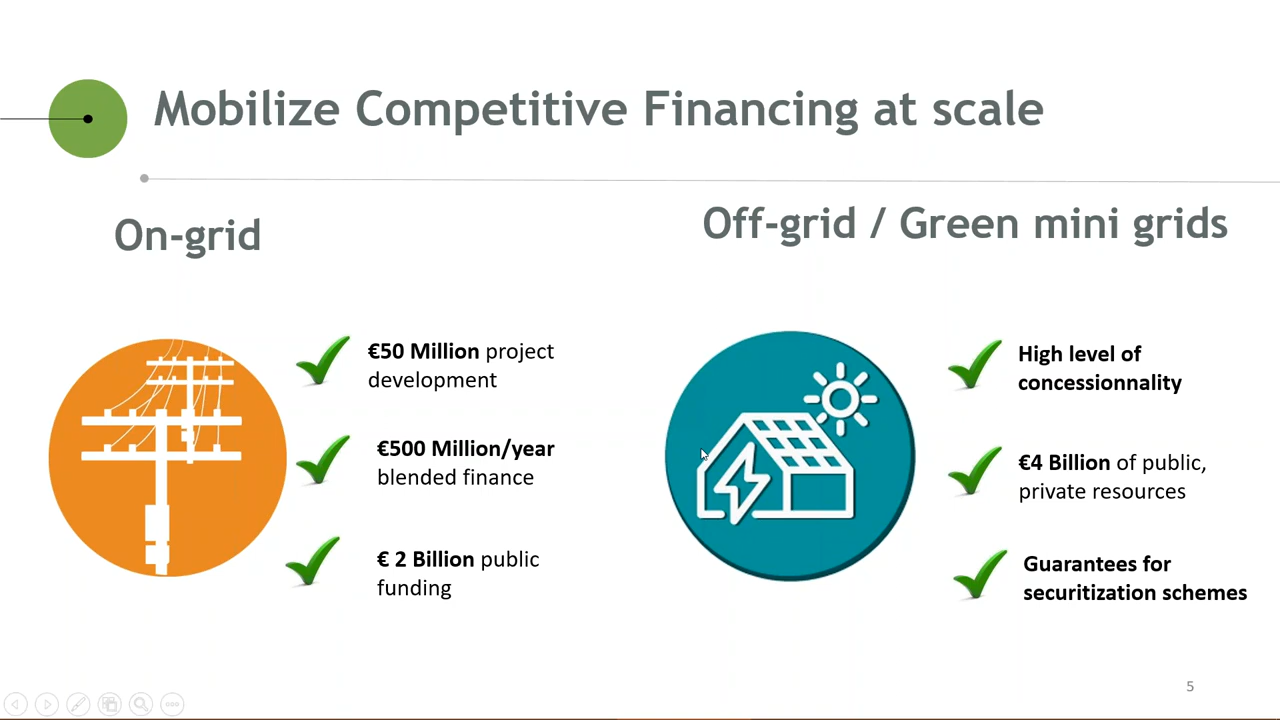 Mobilize Competitive Financing at scale
On-grid
€50 Million project
development
€500 Million/year
blended finance
€ 2 Billion public
funding
Off-grid / Green mini grids
High level of
concessionnality
€4 Billion of public,
private resources
Guarantees for
securitization schemes
5